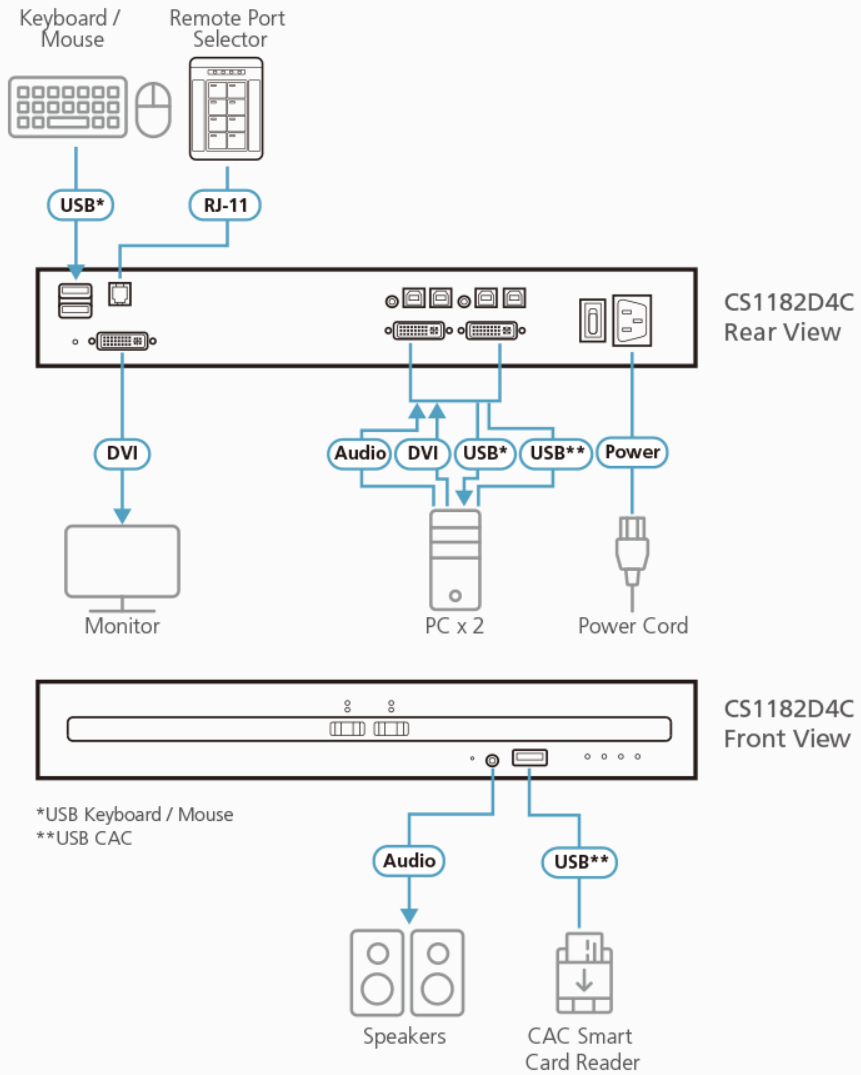 Keyboard /
Mouse
Remote Port
Selector
USB*
RJ-11
CS1182D4C
Rear View
DVI
Audio
DVI
USB*
USB**
Power
Monitor
PC x 2
Power Cord
CS1182D4C
Front View
*USB Keyboard / Mouse
**USB CAC
Audio
USB**
Speakers
CAC Smart
Card Reader